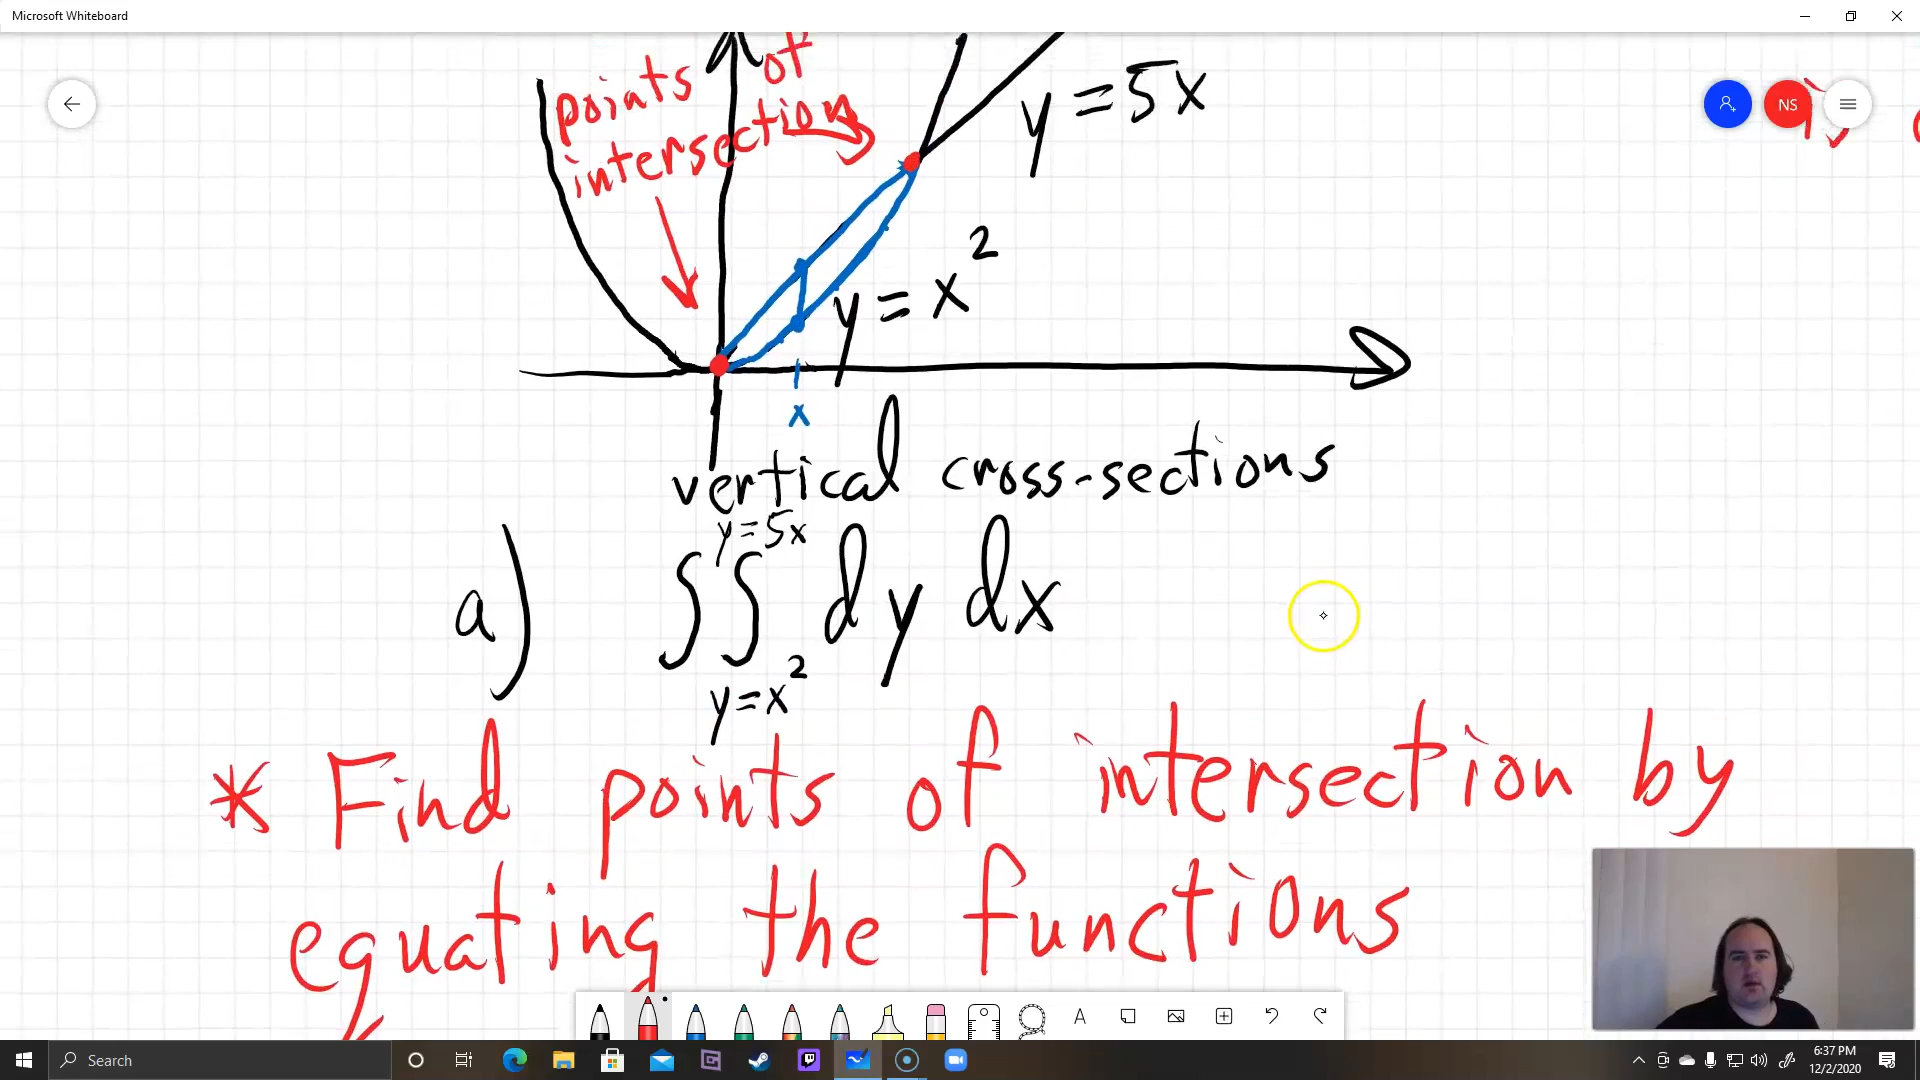 Microsoft Whiteboard
points of
intersection
y = 5x
NS
y = x²
x
vertical cross-sections
y=5x
a) ∫∫ dy dx
y=x²
* Find points of intersection by
equating the functions
A
Search
6:37 PM
12/2/2020